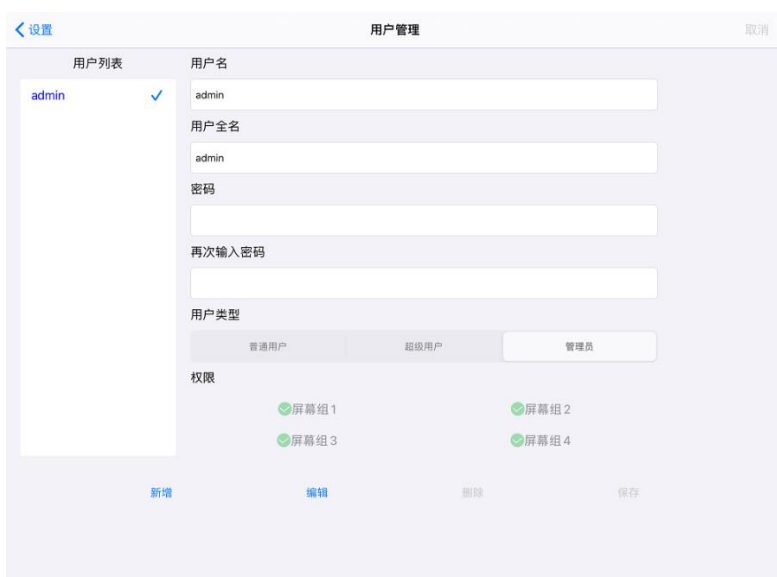 设置 用户管理 取消
用户列表
admin
用户名
admin
用户全名
admin
密码
再次输入密码
用户类型
普通用户 超级用户 管理员
权限
屏幕组1 屏幕组2
屏幕组3 屏幕组4
新增 编辑 删除 保存